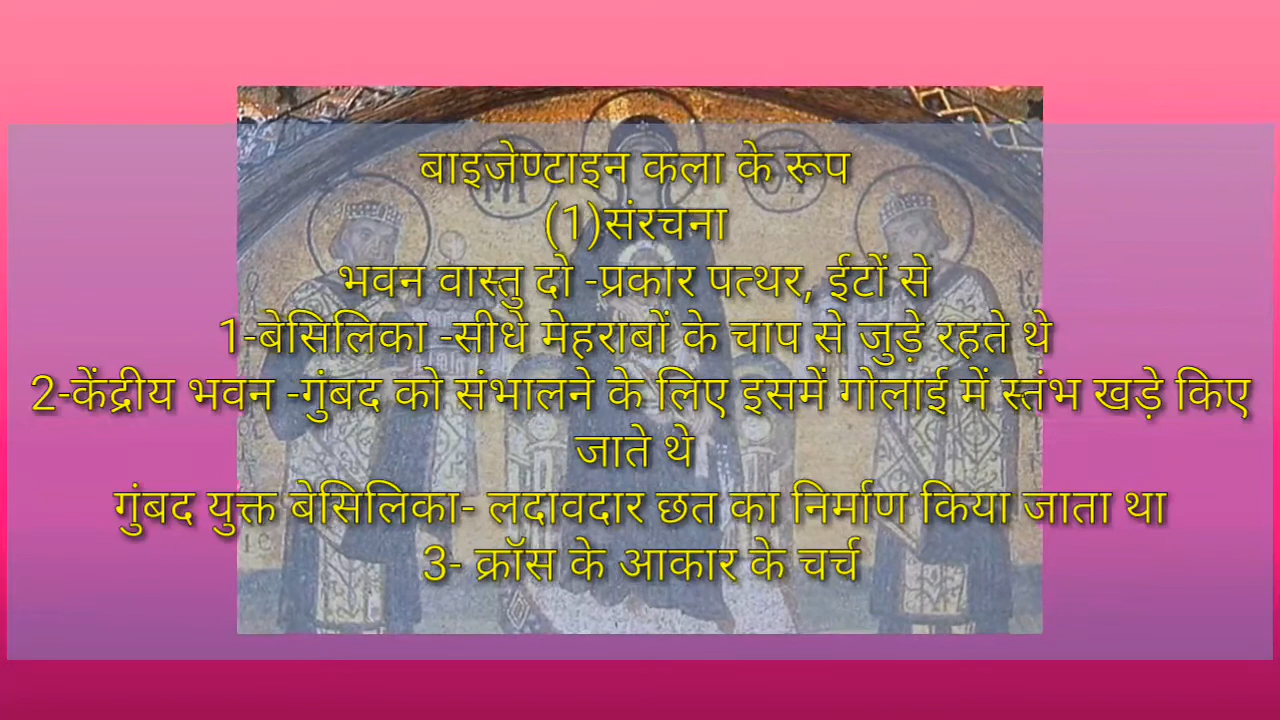 बाइजेण्टाइन कला के रूप
(1)संरचना
भवन वास्तु दो -प्रकार पत्थर, ईटों से
1-बेसिलिका -सीधे मेहराबों के चाप से जुड़े रहते थे
2-केंद्रीय भवन -गुंबद को संभालने के लिए इसमें गोलाई में स्तंभ खड़े किए
जाते थे
गुंबद युक्त बेसिलिका- लदावदार छत का निर्माण किया जाता था
3- क्रॉस के आकार के चर्च